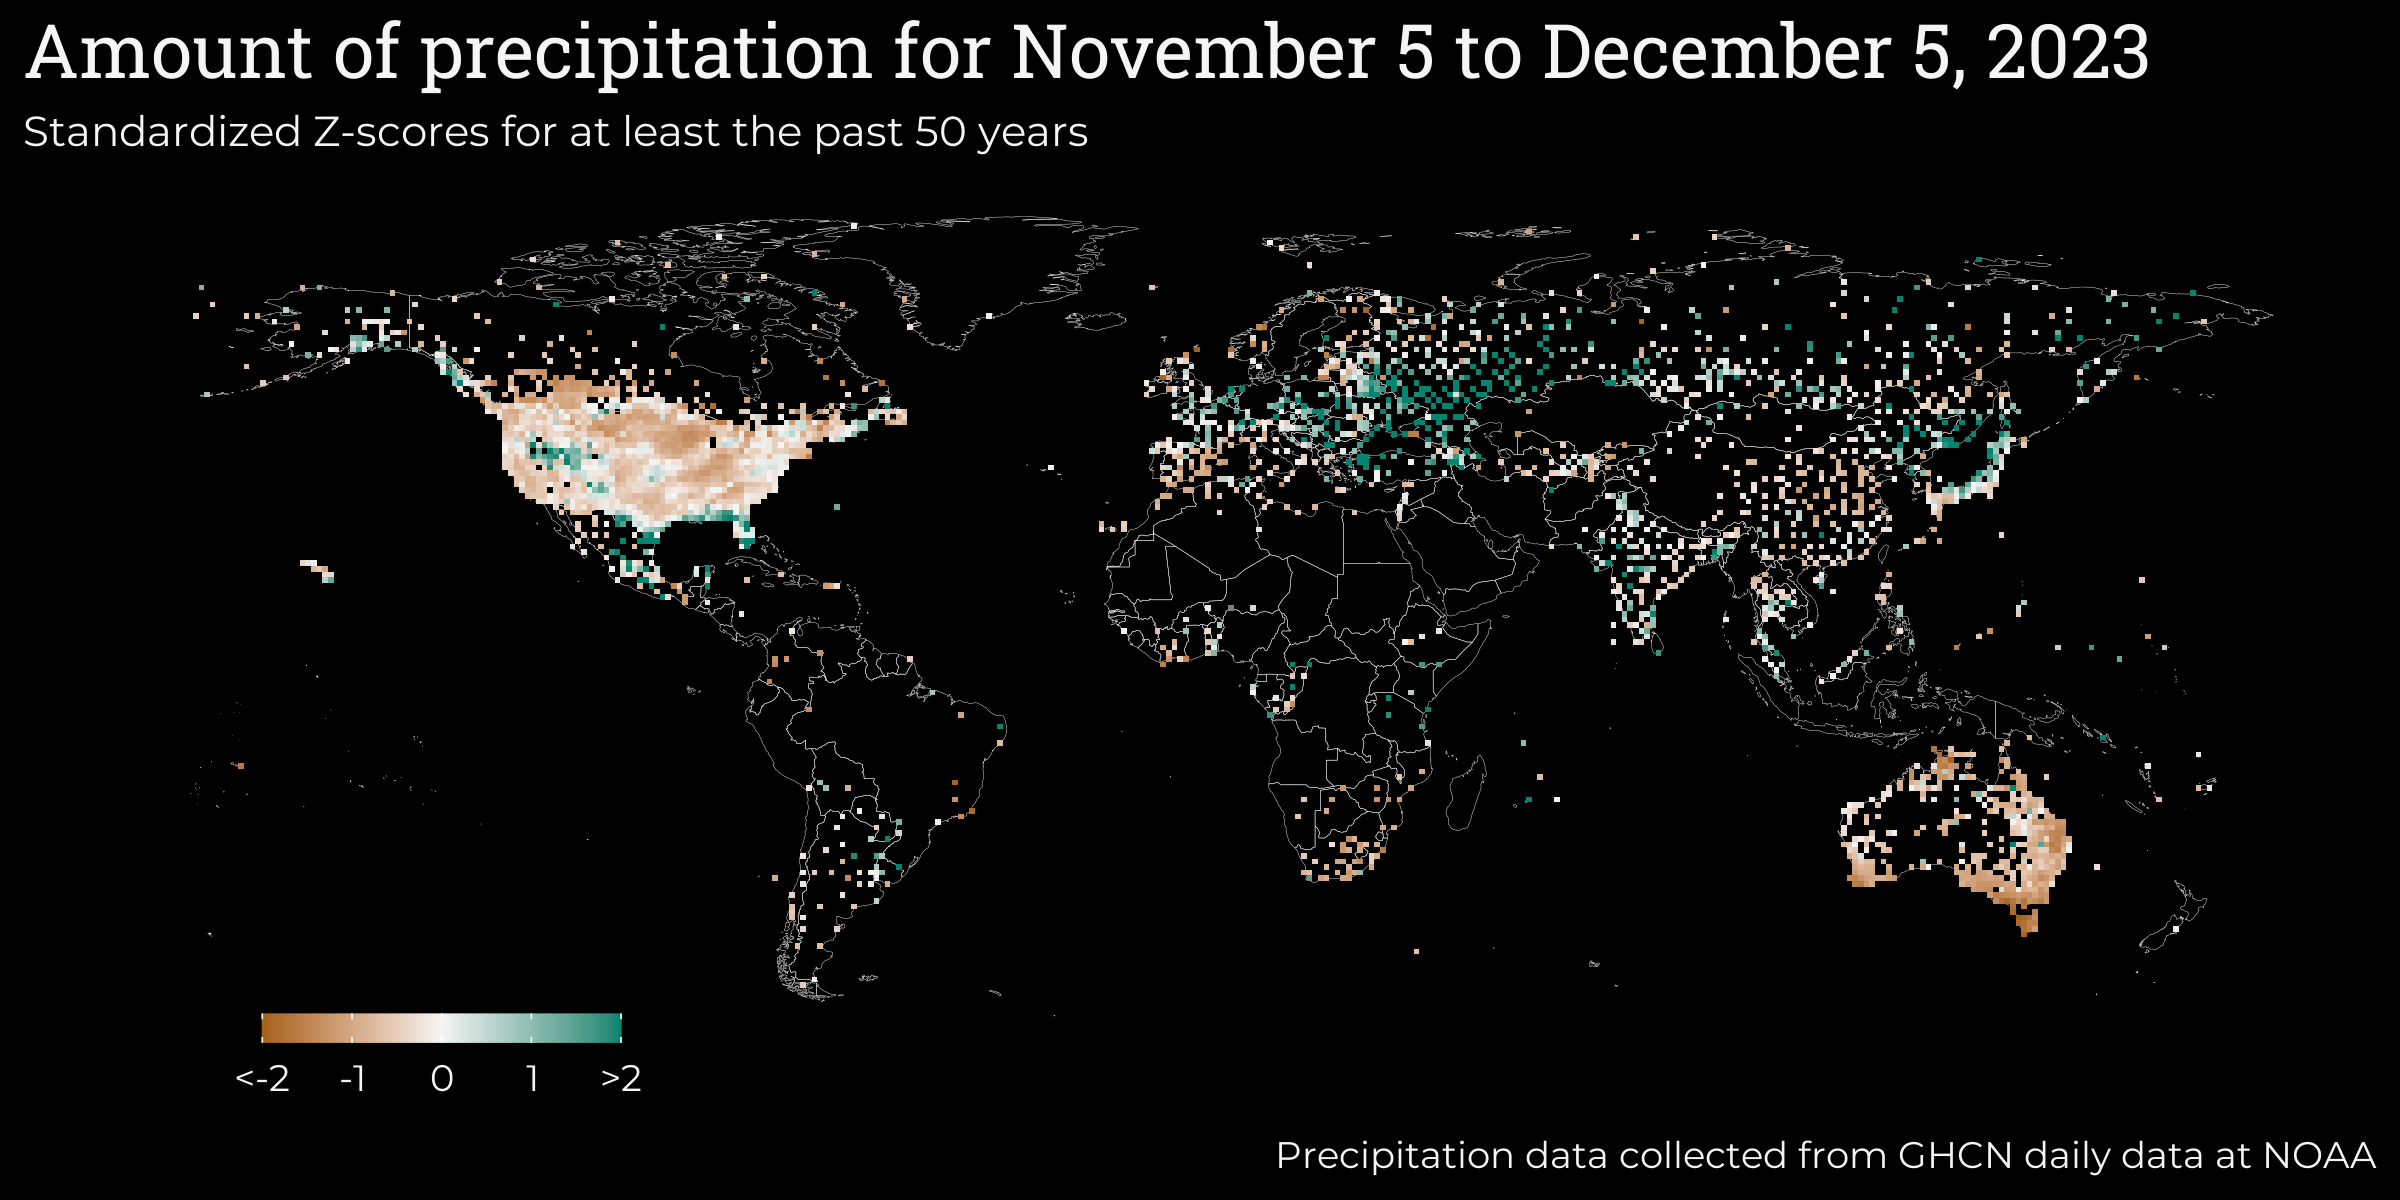 Amount of precipitation for November 5 to December 5, 2023
Standardized Z-scores for at least the past 50 years
<-2 -1 0 1 >2
Precipitation data collected from GHCN daily data at NOAA